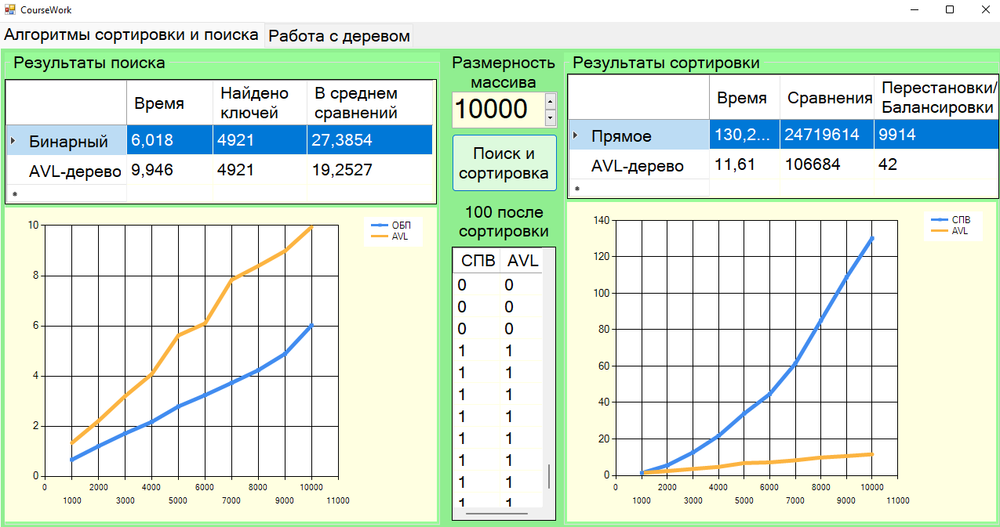 CourseWork
Алгоритмы сортировки и поиска
Работа с деревом
Результаты поиска
Время
Найдено ключей
В среднем сравнений
Бинарный 6,018 4921 27,3854
AVL-дерево 9,946 4921 19,2527
*
ОБП
AVL
10
8
6
4
2
0
0 2000 4000 6000 8000 10000
1000 3000 5000 7000 9000 11000
Размерность
массива
10000
Поиск и
сортировка
100 после
сортировки
СПВ AVL
0 0
0 0
0 0
1 1
1 1
1 1
1 1
1 1
1 1
1 1
1 1
Результаты сортировки
Время
Сравнения
Перестановки/
Балансировки
Прямое 130,2... 24719614 9914
AVL-дерево 11,61 106684 42
*
СПВ
AVL
140
120
100
80
60
40
20
0
0 2000 4000 6000 8000 10000
1000 3000 5000 7000 9000 11000